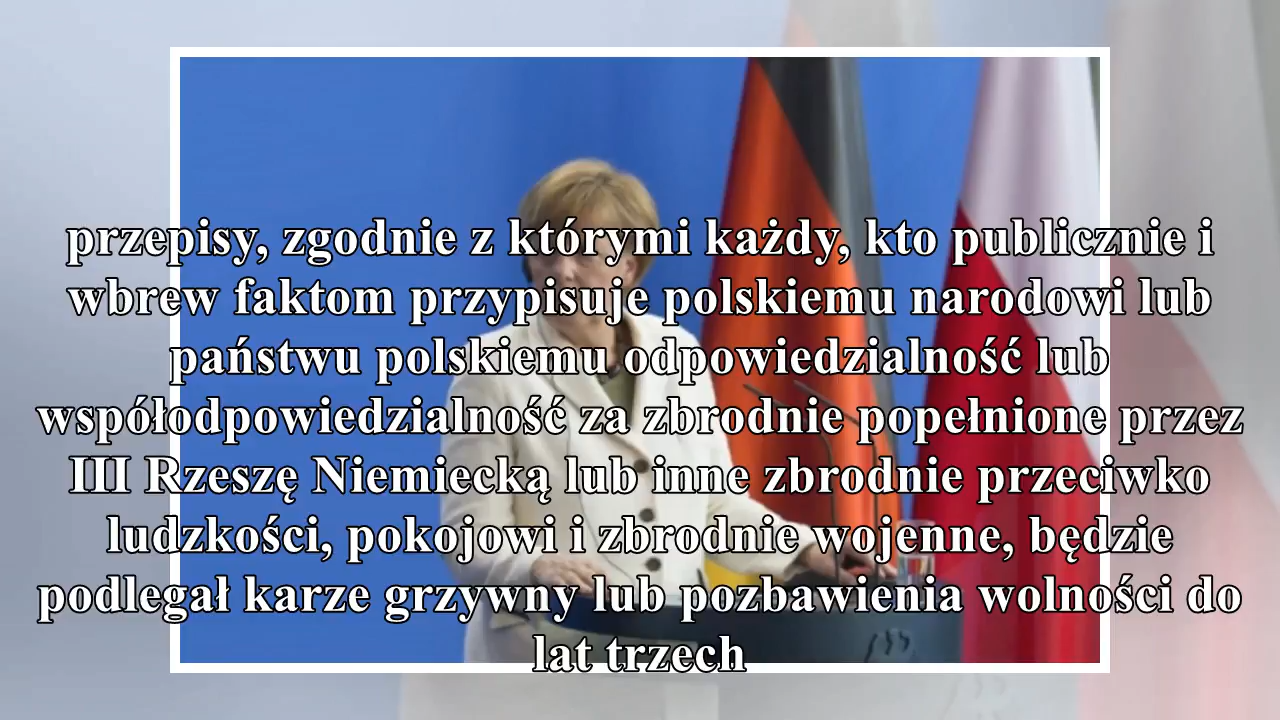 przepisy, zgodnie z którymi każdy, kto publicznie i
wbrew faktom przypisuje polskiemu narodowi lub
państwu polskiemu odpowiedzialność lub
współodpowiedzialność za zbrodnie popełnione przez
III Rzeszę Niemiecką lub inne zbrodnie przeciwko
ludzkości, pokojowi i zbrodnie wojenne, będzie
podlegał karze grzywny lub pozbawienia wolności do
lat trzech